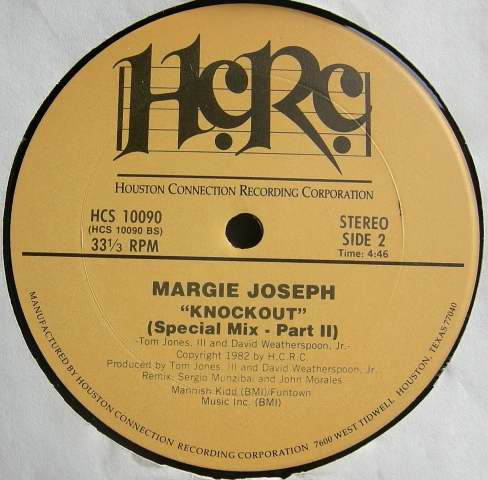 H.C.R.C.
HOUSTON CONNECTION RECORDING CORPORATION
HCS 10090
(HCS 10090 BS)
33⅓ RPM
STEREO
SIDE 2
Time: 4:46
MARGIE JOSEPH
“KNOCKOUT”
(Special Mix - Part II)
-Tom Jones, III and David Weatherspoon, Jr.-
Copyright 1982 by H.C.R.C.
Produced by Tom Jones, III and David Weatherspoon, Jr.
Remix: Sergio Munzibai and John Morales
Mannish Kidd (BMI)/Funtown
Music Inc. (BMI)
MANUFACTURED BY HOUSTON CONNECTION RECORDING CORPORATION 7600 WEST TIDWELL HOUSTON, TEXAS 77040